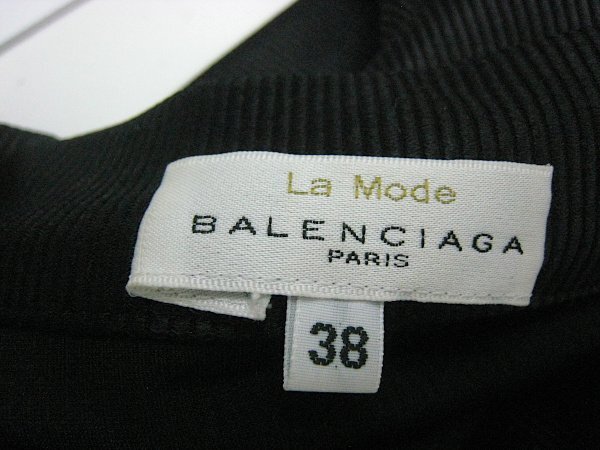 La Mode
BALENCIAGA
PARIS
38